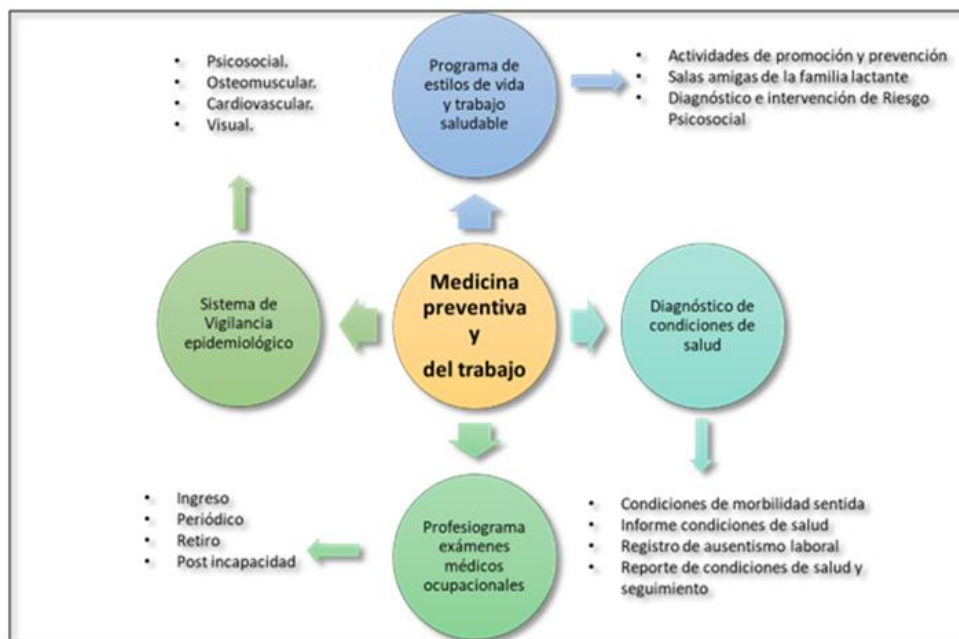 Programa de
estilos de vida
y trabajo
saludable
• Actividades de promoción y prevención
• Salas amigas de la familia lactante
• Diagnóstico e intervención de Riesgo
Psicosocial
• Psicosocial.
• Osteomuscular.
• Cardiovascular.
• Visual.
Sistema de
Vigilancia
epidemiológico
Medicina
preventiva
y
del trabajo
Diagnóstico de
condiciones de
salud
• Ingreso
• Periódico
• Retiro
• Post incapacidad
Profesiograma
exámenes
médicos
ocupacionales
• Condiciones de morbilidad sentida
• Informe condiciones de salud
• Registro de ausentismo laboral
• Reporte de condiciones de salud y
seguimiento